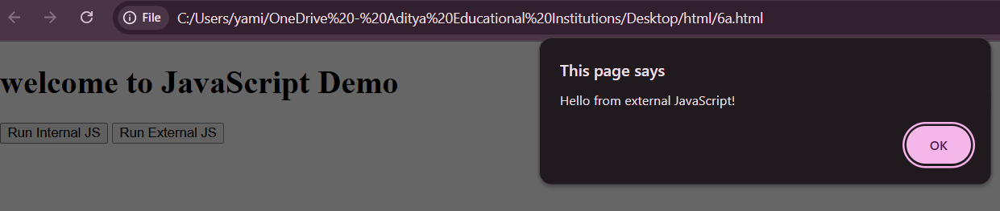 File C:/Users/yami/OneDrive%20-%20Aditya%20Educational%20Institutions/Desktop/html/6a.html
welcome to JavaScript Demo
Run Internal JS Run External JS
This page says
Hello from external JavaScript!
OK